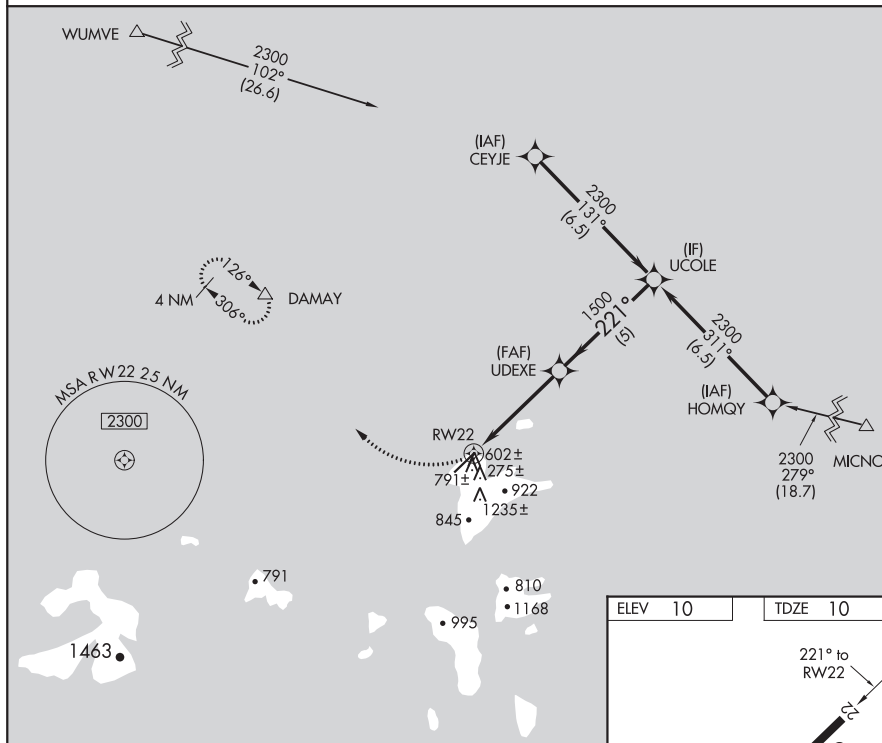 WUMVE
2300
102°
(26.6)
(IAF)
CEYJE
2300
131°
(6.5)
(IF)
UCOLE
126°
4 NM
306°
DAMAY
1500
221°
(5)
2300
311°
(6.5)
(FAF)
UDEXE
(IAF)
HOMQY
MSA RW22 25 NM
2300
RW22
602±
2300
279°
(18.7)
MICNO
791±
275±
922
1235±
845
791
810
1168
995
1463
ELEV 10
TDZE 10
221° to
RW22
22